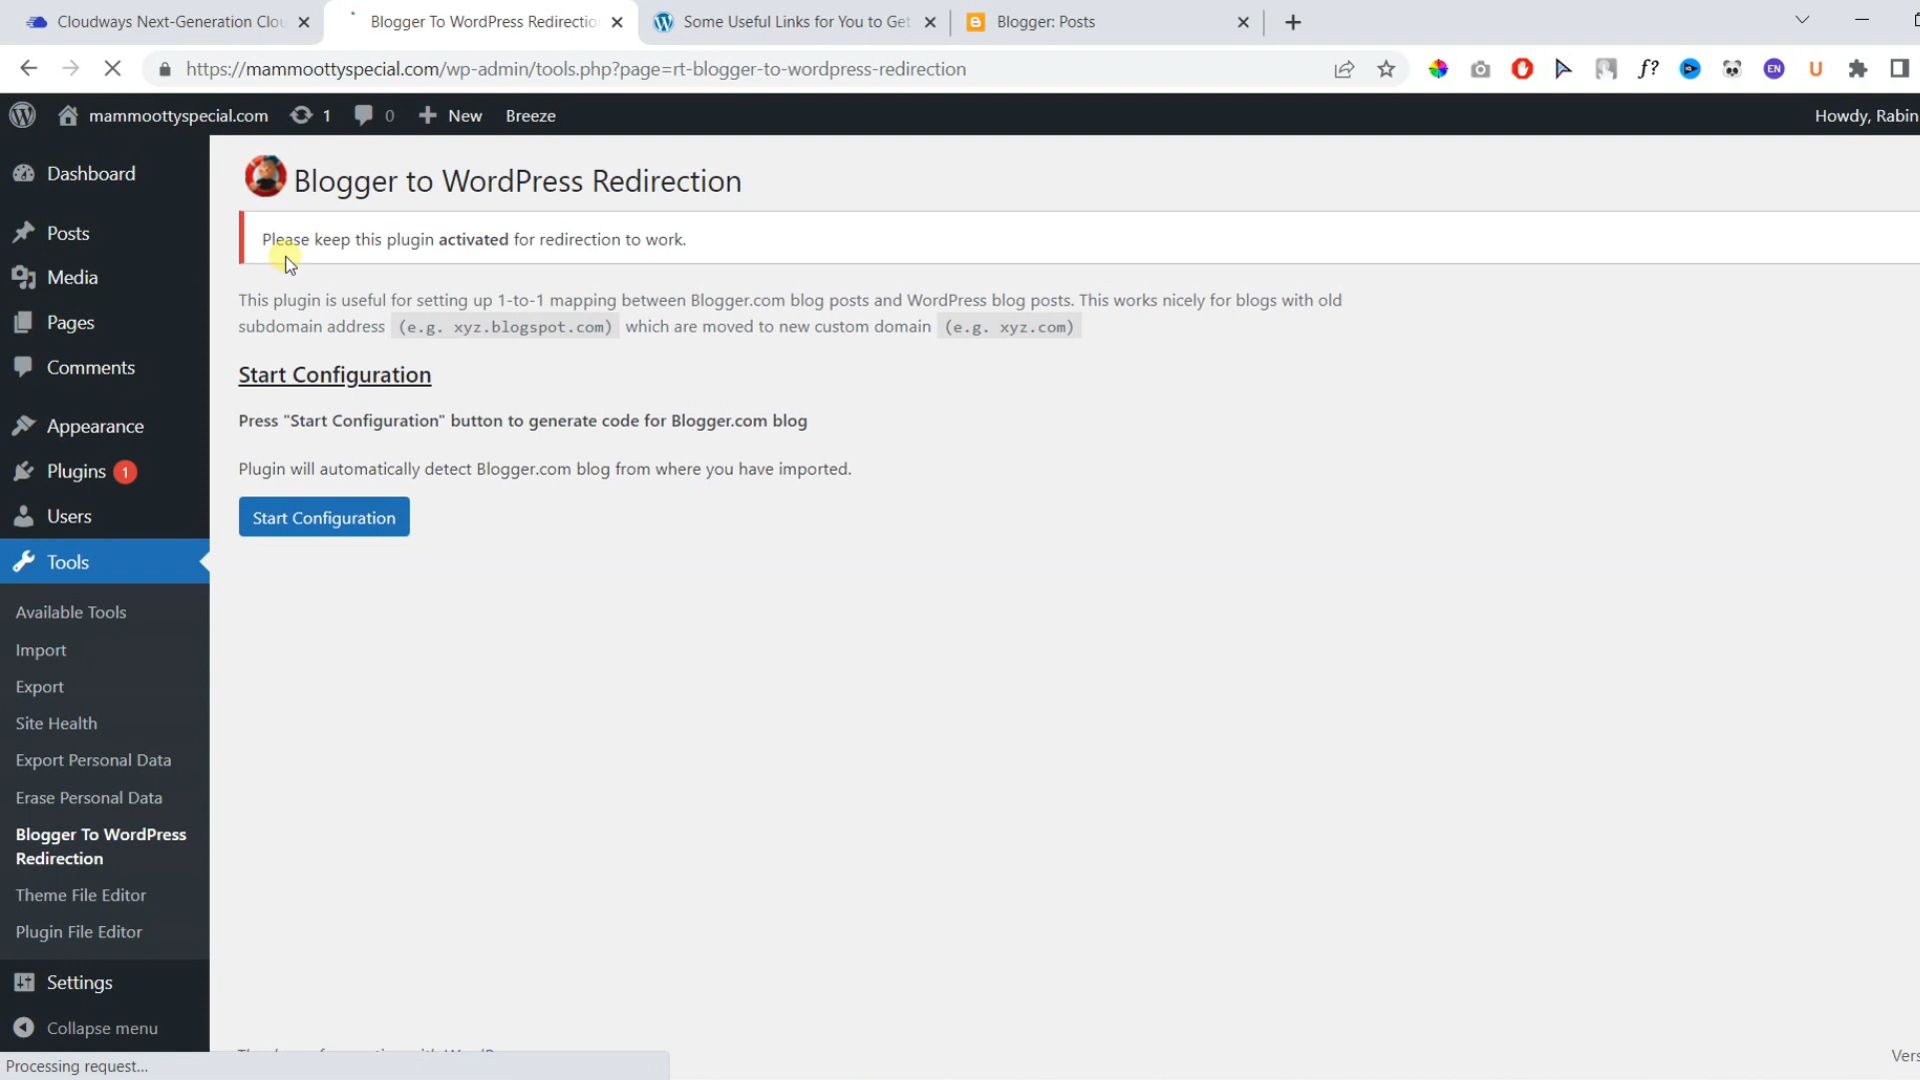 Cloudways Next-Generation Clou
Blogger To WordPress Redirectio
Some Useful Links for You to Get
Blogger: Posts
https://mammoottyspecial.com/wp-admin/tools.php?page=rt-blogger-to-wordpress-redirection
f?
EN
U
mammoottyspecial.com
1
0
New
Breeze
Howdy, Rabin
Dashboard
Posts
Media
Pages
Comments
Appearance
Plugins 1
Users
Tools
Available Tools
Import
Export
Site Health
Export Personal Data
Erase Personal Data
Blogger To WordPress
Redirection
Theme File Editor
Plugin File Editor
Settings
Collapse menu
Blogger to WordPress Redirection
Please keep this plugin activated for redirection to work.
This plugin is useful for setting up 1-to-1 mapping between Blogger.com blog posts and WordPress blog posts. This works nicely for blogs with old
subdomain address (e.g. xyz.blogspot.com) which are moved to new custom domain (e.g. xyz.com)
Start Configuration
Press "Start Configuration" button to generate code for Blogger.com blog
Plugin will automatically detect Blogger.com blog from where you have imported.
Start Configuration
Vers
Processing request...